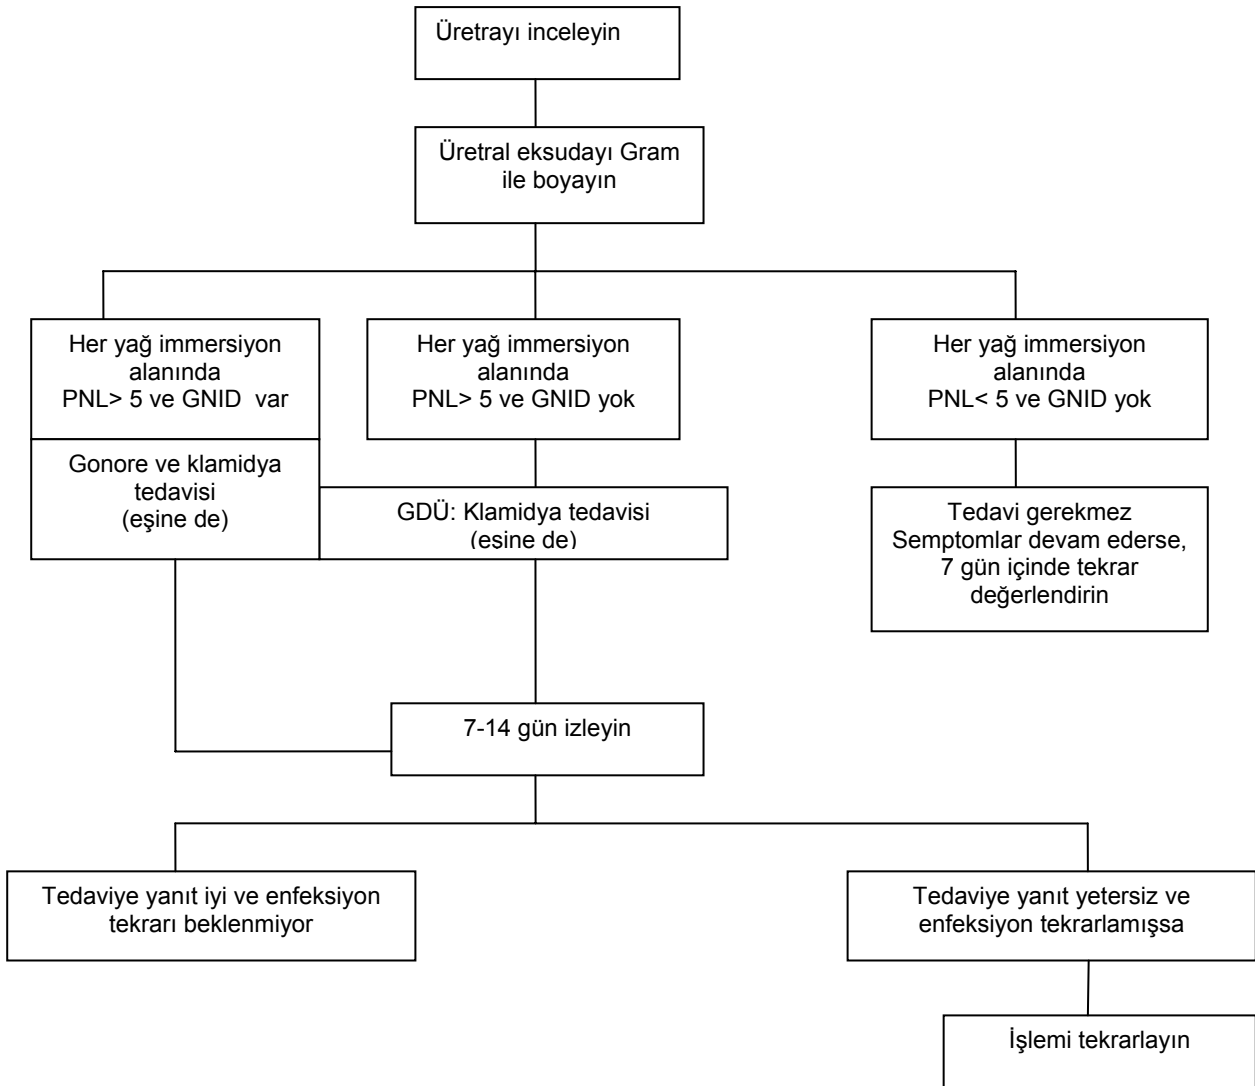 Üretrayı inceleyin
Üretral eksudayı Gram
ile boyayın
Her yağ immersiyon
alanında
PNL> 5 ve GNID var
Her yağ immersiyon
alanında
PNL> 5 ve GNID yok
Her yağ immersiyon
alanında
PNL< 5 ve GNID yok
Gonore ve klamidya
tedavisi
(eşine de)
GDÜ: Klamidya tedavisi
(eşine de)
Tedavi gerekmez
Semptomlar devam ederse,
7 gün içinde tekrar
değerlendirin
7-14 gün izleyin
Tedaviye yanıt iyi ve enfeksiyon
tekrarı beklenmiyor
Tedaviye yanıt yetersiz ve
enfeksiyon tekrarlamışsa
İşlemi tekrarlayın